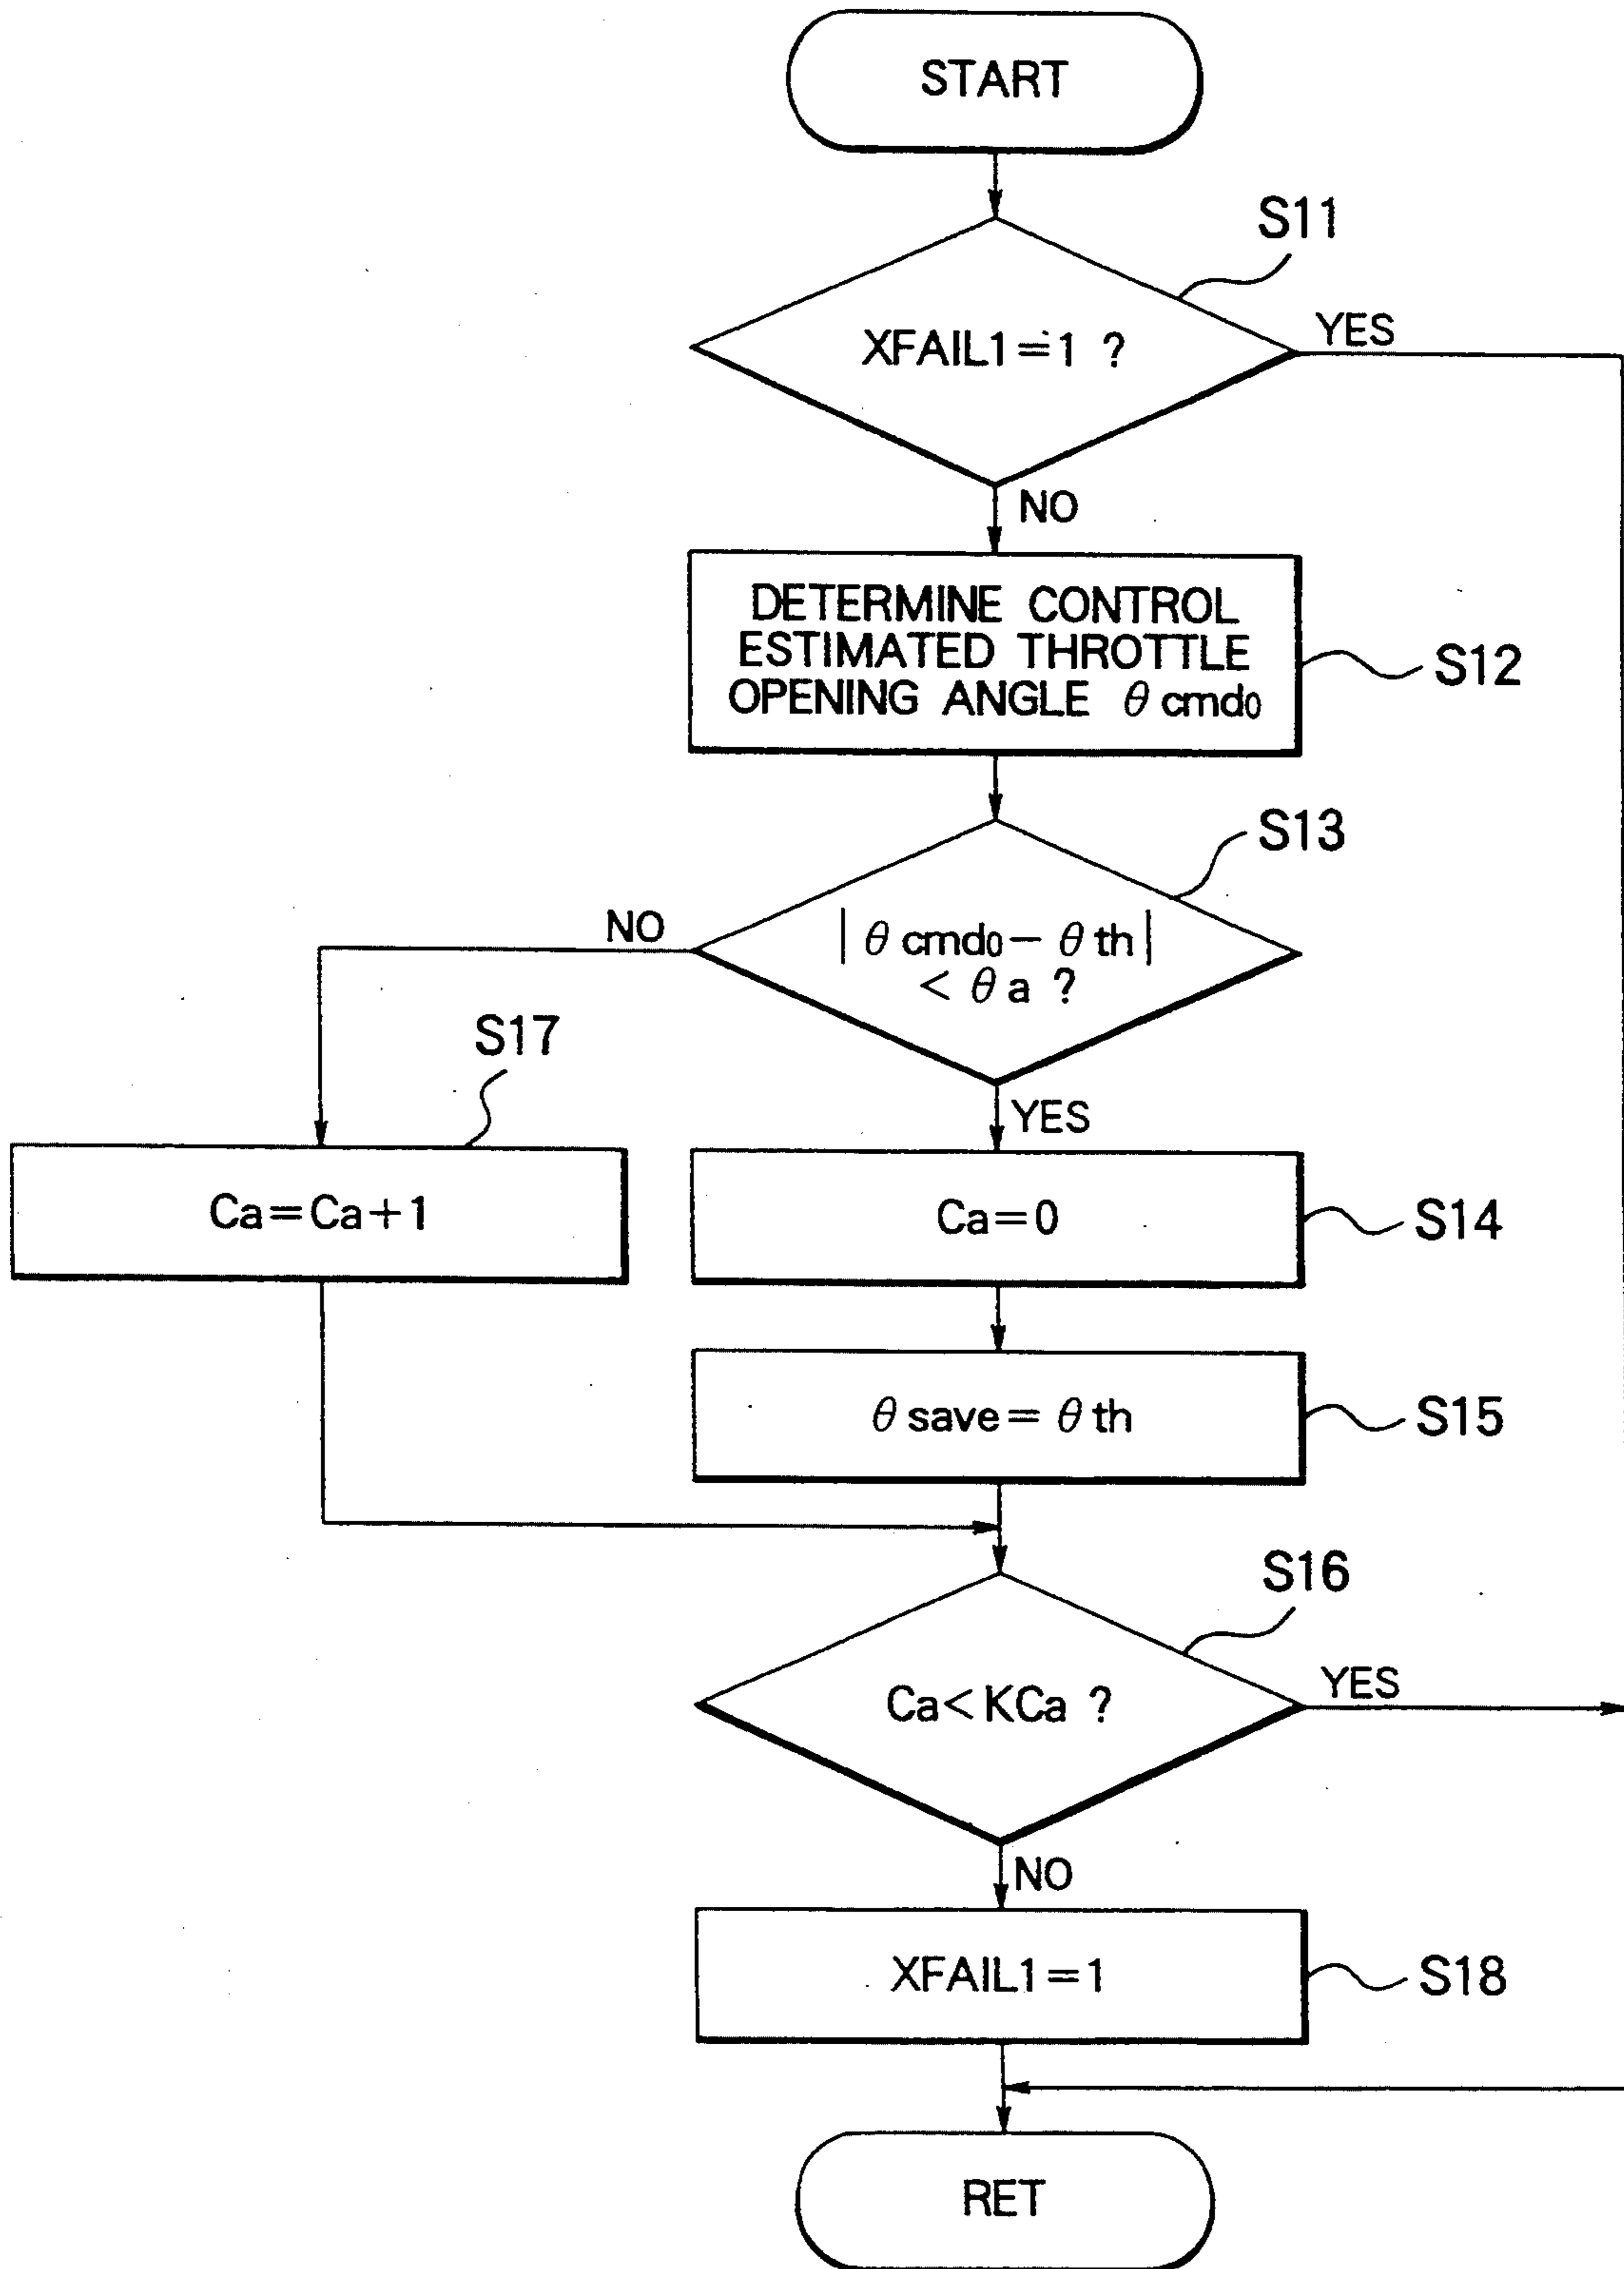 START
S11
XFAIL1=1 ?
YES
NO
DETERMINE CONTROL
ESTIMATED THROTTLE
OPENING ANGLE θ cmd0
S12
S13
NO
| θ cmd0 − θ th |
< θ a ?
S17
YES
Ca=Ca+1
Ca=0
S14
θ save= θ th
S15
S16
Ca<KCa ?
YES
NO
XFAIL1=1
S18
RET